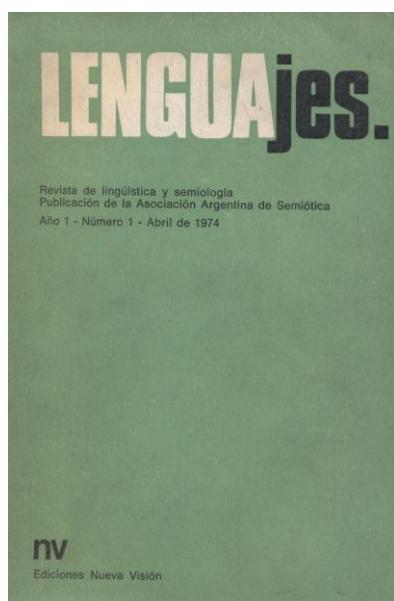 LENGUAjes.
Revista de lingüística y semiología
Publicación de la Asociación Argentina de Semiótica
Año 1 - Número 1 - Abril de 1974
nv
Ediciones Nueva Visión